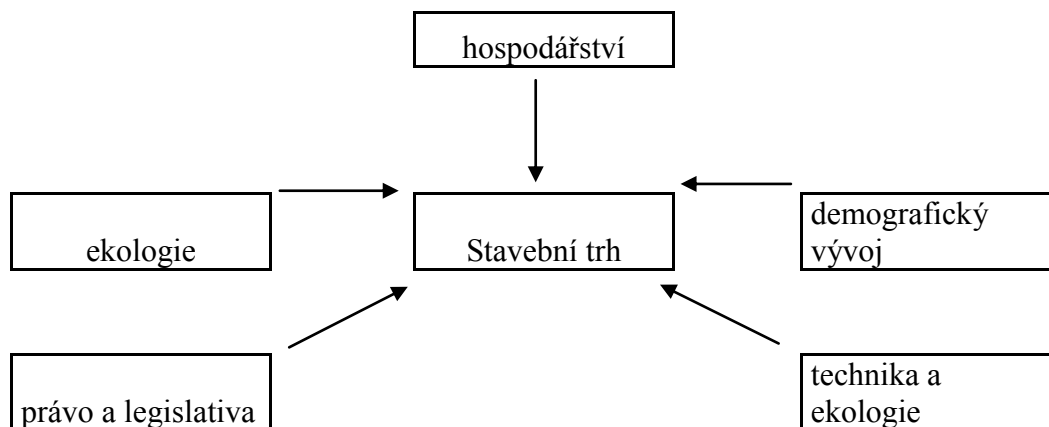 hospodářství
ekologie
Stavební trh
demografický
vývoj
právo a legislativa
technika a
ekologie